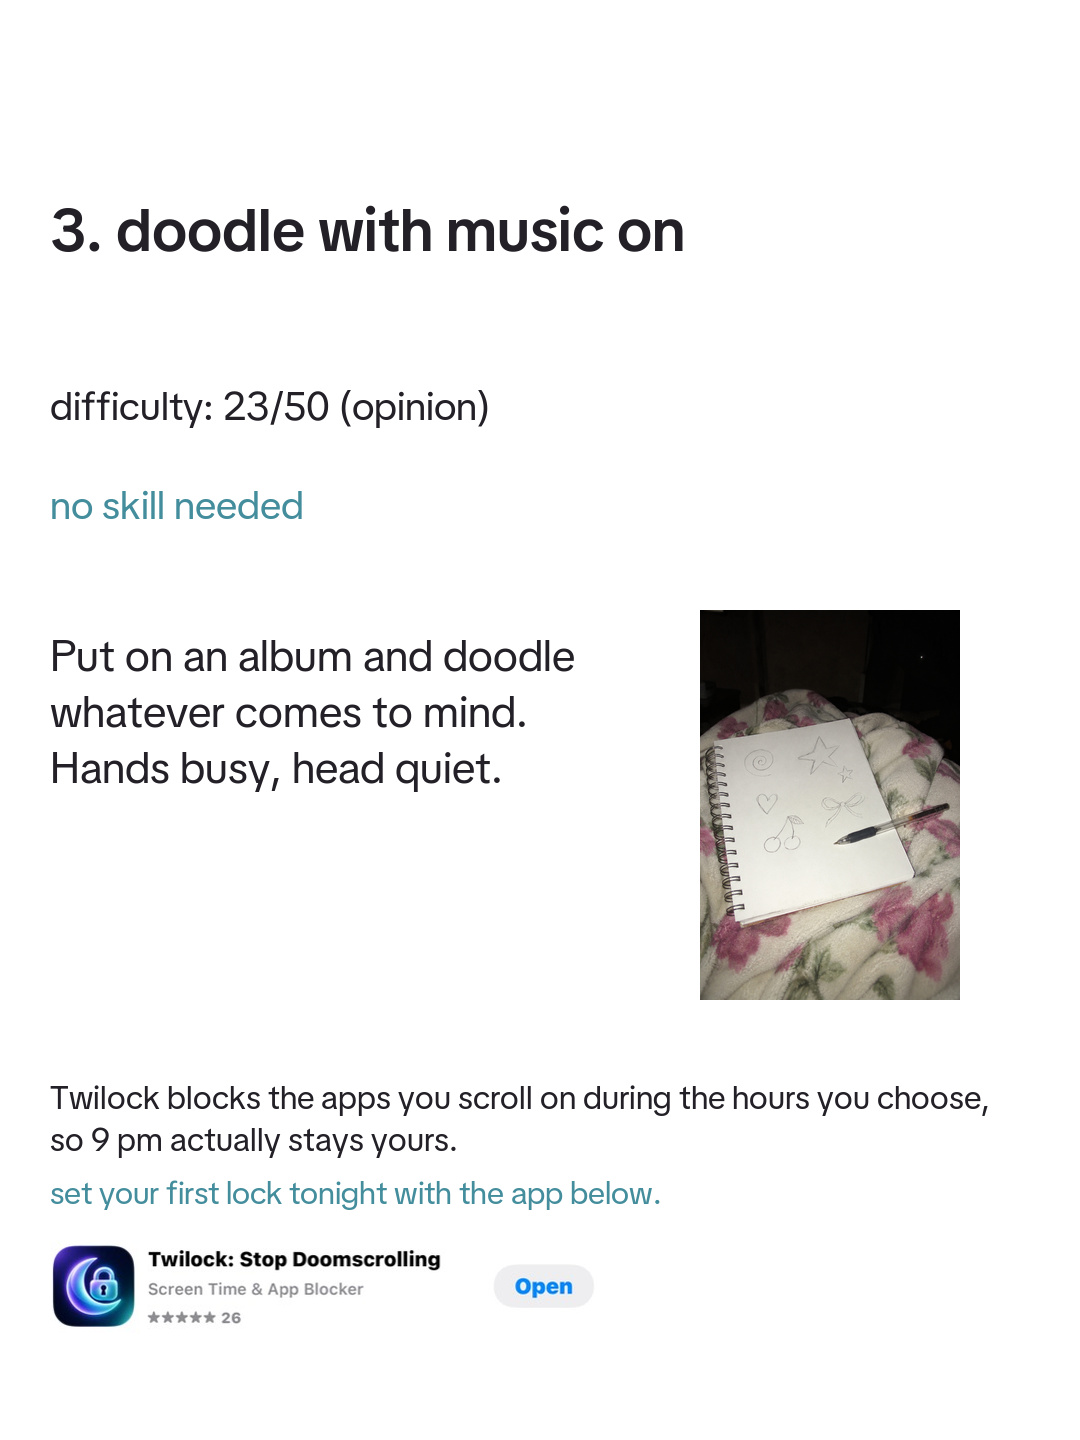 3. doodle with music on
difficulty: 23/50 (opinion)
no skill needed
Put on an album and doodle
whatever comes to mind.
Hands busy, head quiet.
Twilock blocks the apps you scroll on during the hours you choose,
so 9 pm actually stays yours.
set your first lock tonight with the app below.
Twilock: Stop Doomscrolling
Screen Time & App Blocker
Open
★★★★★ 26